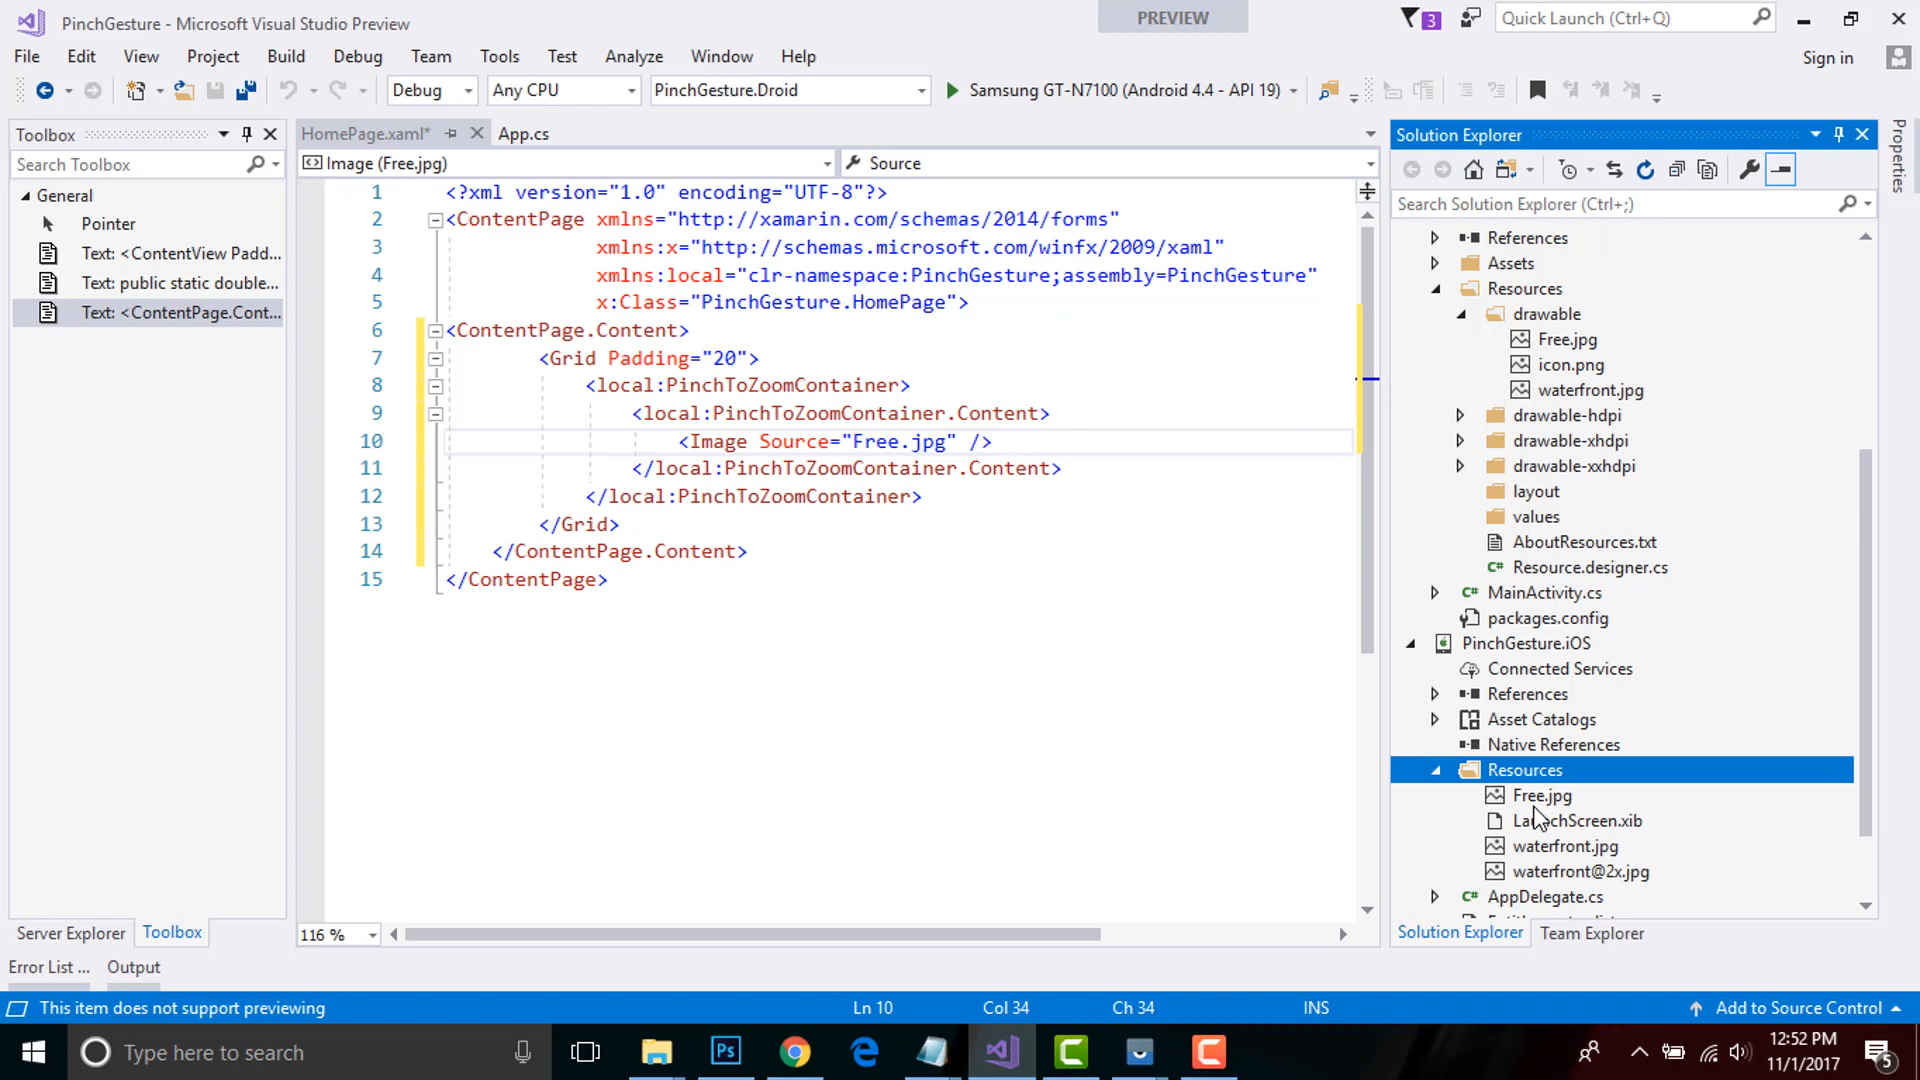 PinchGesture - Microsoft Visual Studio Preview
PREVIEW
3
Quick Launch (Ctrl+Q)
File Edit View Project Build Debug Team Tools Test Analyze Window Help
Sign in
Debug Any CPU PinchGesture.Droid Samsung GT-N7100 (Android 4.4 - API 19)
Toolbox
Search Toolbox
General
Pointer
Text: <ContentView Padd...
Text: public static double...
Text: <ContentPage.Cont...
Server Explorer Toolbox
HomePage.xaml* App.cs
Image (Free.jpg) Source
1 <?xml version="1.0" encoding="UTF-8"?>
2 <ContentPage xmlns="http://xamarin.com/schemas/2014/forms"
3 xmlns:x="http://schemas.microsoft.com/winfx/2009/xaml"
4 xmlns:local="clr-namespace:PinchGesture;assembly=PinchGesture"
5 x:Class="PinchGesture.HomePage">
6 <ContentPage.Content>
7 <Grid Padding="20">
8 <local:PinchToZoomContainer>
9 <local:PinchToZoomContainer.Content>
10 <Image Source="Free.jpg" />
11 </local:PinchToZoomContainer.Content>
12 </local:PinchToZoomContainer>
13 </Grid>
14 </ContentPage.Content>
15 </ContentPage>
116 %
Solution Explorer
Search Solution Explorer (Ctrl+;)
References
Assets
Resources
drawable
Free.jpg
icon.png
waterfront.jpg
drawable-hdpi
drawable-xhdpi
drawable-xxhdpi
layout
values
AboutResources.txt
Resource.designer.cs
MainActivity.cs
packages.config
PinchGesture.iOS
Connected Services
References
Asset Catalogs
Native References
Resources
Free.jpg
LaunchScreen.xib
waterfront.jpg
waterfront@2x.jpg
AppDelegate.cs
Solution Explorer Team Explorer
Properties
Error List ... Output
This item does not support previewing Ln 10 Col 34 Ch 34 INS Add to Source Control
Type here to search
Ps
12:52 PM
11/1/2017
5